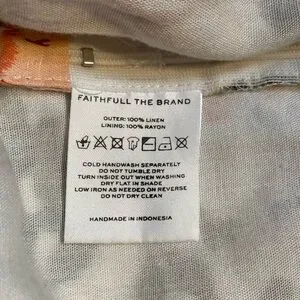 FAITHFULL THE BRAND
OUTER: 100% LINEN
LINING: 100% RAYON
COLD HANDWASH SEPARATELY
DO NOT TUMBLE DRY
TURN INSIDE OUT WHEN WASHING
DRY FLAT IN SHADE
LOW IRON AS NEEDED ON REVERSE
DO NOT DRY CLEAN
HANDMADE IN INDONESIA